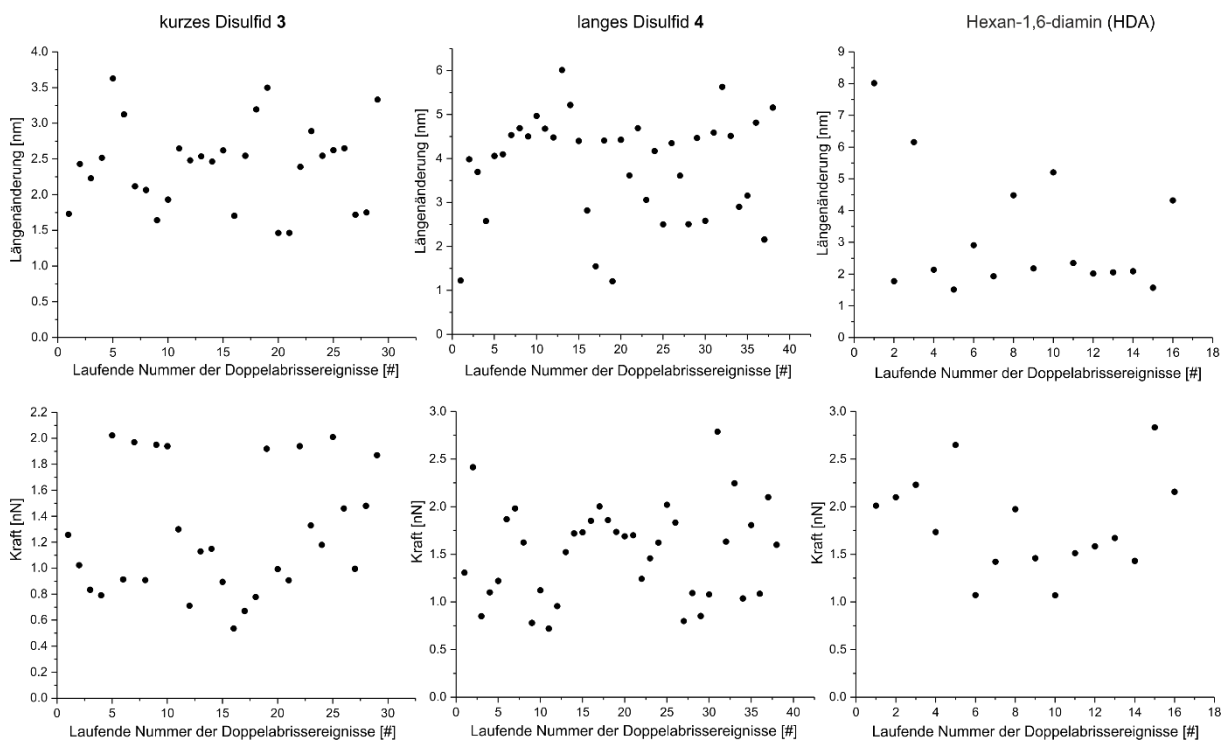 kurzes Disulfid 3
langes Disulfid 4
Hexan-1,6-diamin (HDA)
Längenänderung [nm]
4.0
3.5
3.0
2.5
2.0
1.5
1.0
0.5
0.0
0 5 10 15 20 25 30
Laufende Nummer der Doppelabrissereignisse [#]
Längenänderung [nm]
6
5
4
3
2
1
0
0 5 10 15 20 25 30 35 40
Laufende Nummer der Doppelabrissereignisse [#]
Längenänderung [nm]
9
8
7
6
5
4
3
2
1
0
0 2 4 6 8 10 12 14 16 18
Laufende Nummer der Doppelabrissereignisse [#]
Kraft [nN]
2.2
2.0
1.8
1.6
1.4
1.2
1.0
0.8
0.6
0.4
0.2
0.0
0 5 10 15 20 25 30
Laufende Nummer der Doppelabrissereignisse [#]
Kraft [nN]
3.0
2.5
2.0
1.5
1.0
0.5
0.0
0 5 10 15 20 25 30 35 40
Laufende Nummer der Doppelabrissereignisse [#]
Kraft [nN]
3.0
2.5
2.0
1.5
1.0
0.5
0.0
0 2 4 6 8 10 12 14 16 18
Laufende Nummer der Doppelabrissereignisse [#]